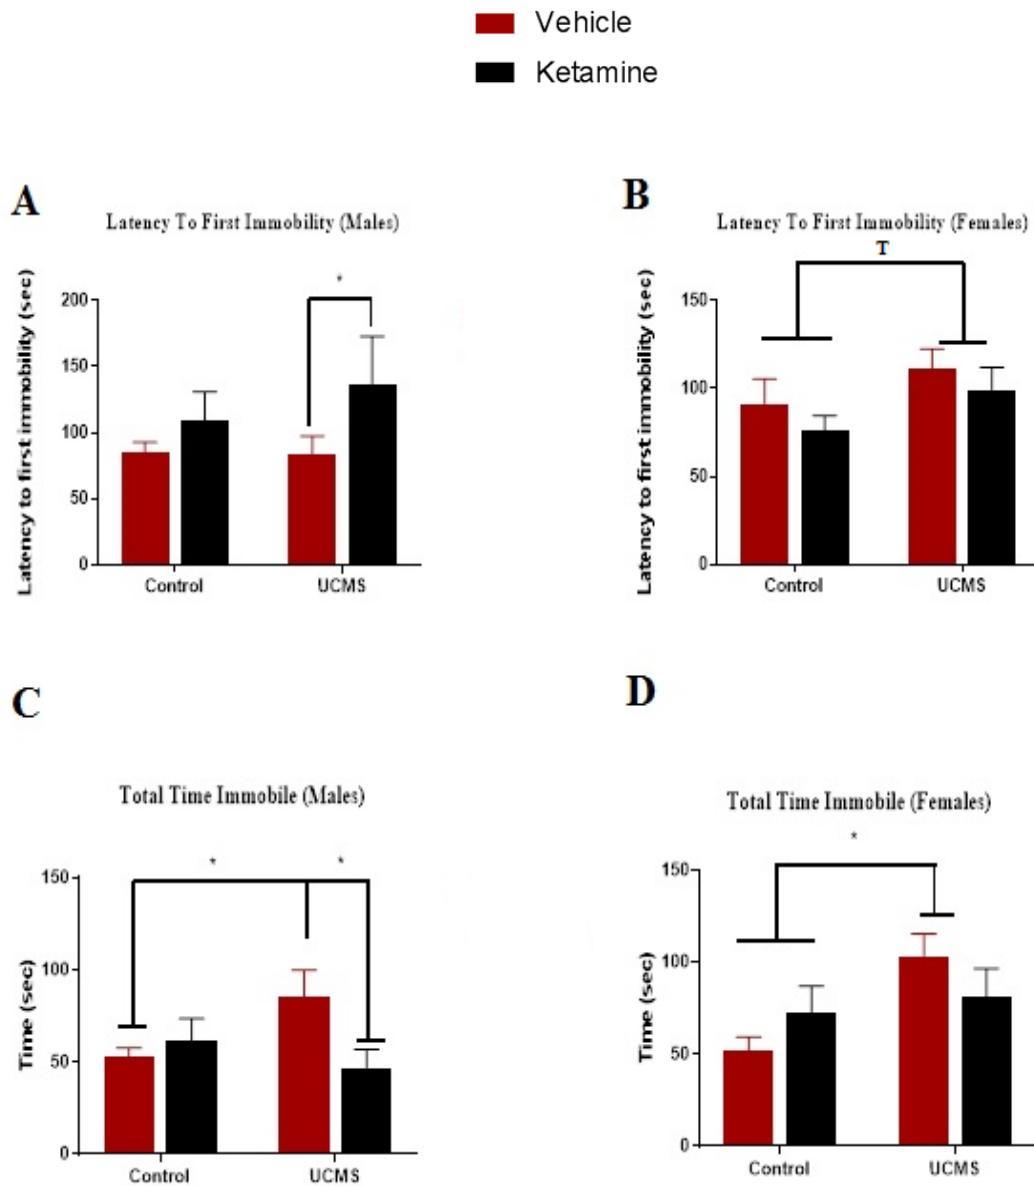 Vehicle
Ketamine
A
Latency To First Immobility (Males)
Latency to first immobility (sec)
200
150
100
50
0
*
Control
UCMS
B
Latency To First Immobility (Females)
T
Latency to first immobility (sec)
150
100
50
0
Control
UCMS
C
Total Time Immobile (Males)
* *
Time (sec)
150
100
50
0
Control
UCMS
D
Total Time Immobile (Females)
*
Time (sec)
150
100
50
0
Control
UCMS